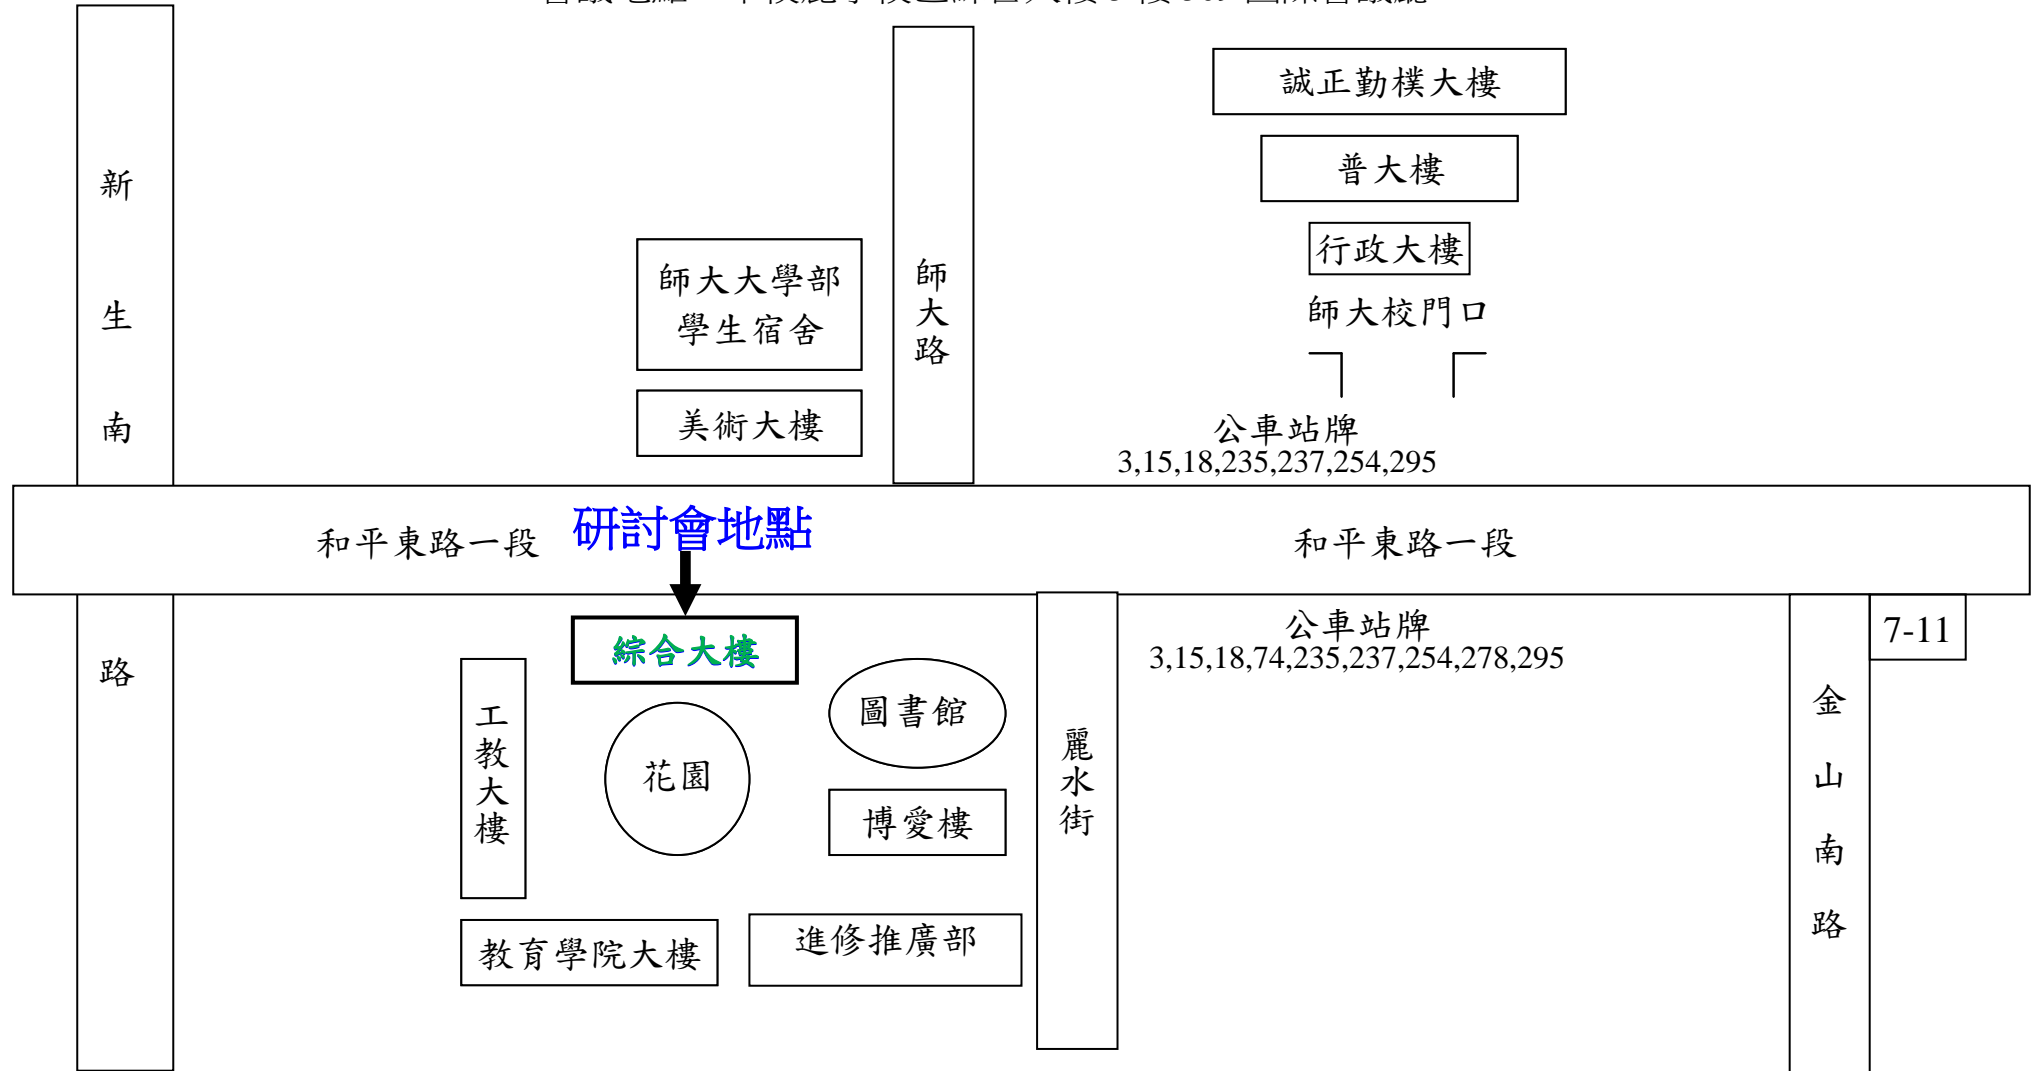 誠正勤樸大樓
普大樓
行政大樓
師大校門口
師大大學部
學生宿舍
美術大樓
師大路
新生南路
公車站牌
3,15,18,235,237,254,295
和平東路一段
研討會地點
和平東路一段
綜合大樓
公車站牌
3,15,18,74,235,237,254,278,295
7-11
工教大樓
花園
圖書館
博愛樓
麗水街
金山南路
教育學院大樓
進修推廣部